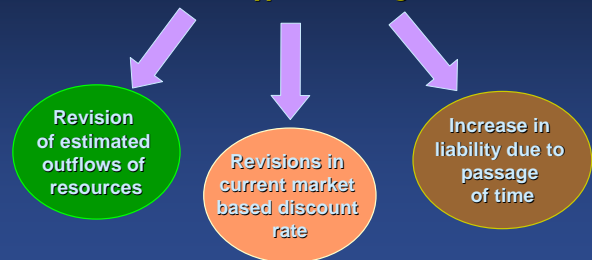 Revision
of estimated
outflows of
resources
Revisions in
current market
based discount
rate
Increase in
liability due to
passage
of time